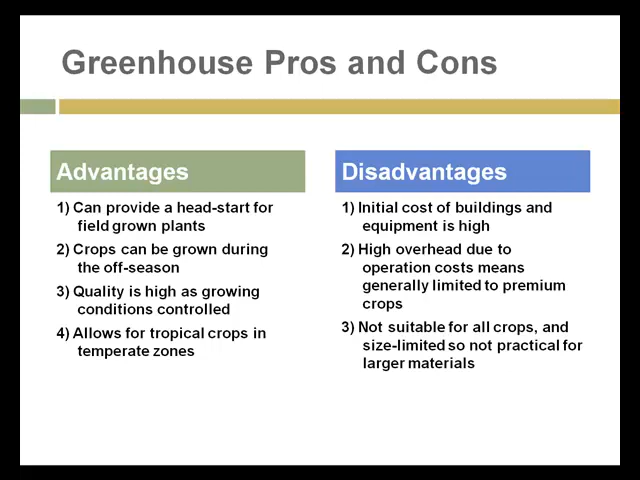 Greenhouse Pros and Cons
Advantages
1) Can provide a head-start for
field grown plants
2) Crops can be grown during
the off-season
3) Quality is high as growing
conditions controlled
4) Allows for tropical crops in
temperate zones
Disadvantages
1) Initial cost of buildings and
equipment is high
2) High overhead due to
operation costs means
generally limited to premium
crops
3) Not suitable for all crops, and
size-limited so not practical for
larger materials